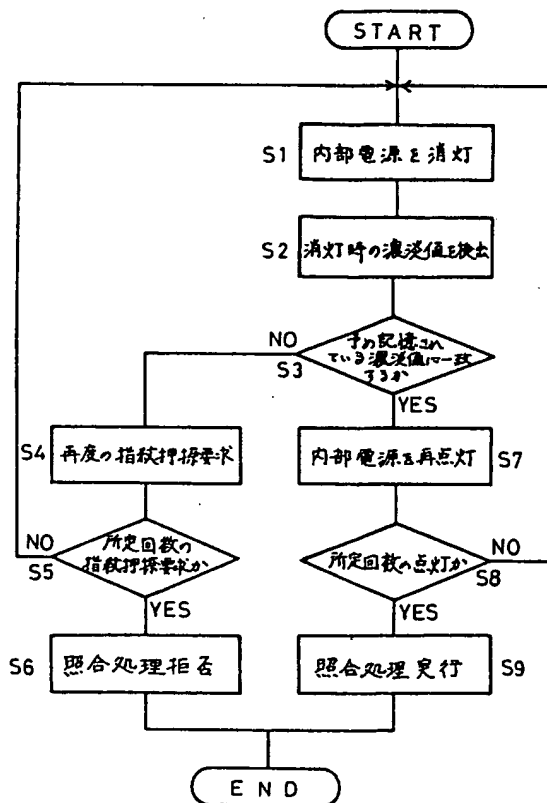 START
S1 内部電源を消灯
S2 消灯時の濃淡値を検出
NO
S3
予め記憶され
ている濃淡値に一致
するか
YES
S4 再度の指紋押捺要求
内部電源を再点灯 S7
NO
S5
所定回数の
指紋押捺要求か
YES
所定回数の点灯か
NO
S8
YES
S6 照合処理拒否
照合処理実行 S9
END